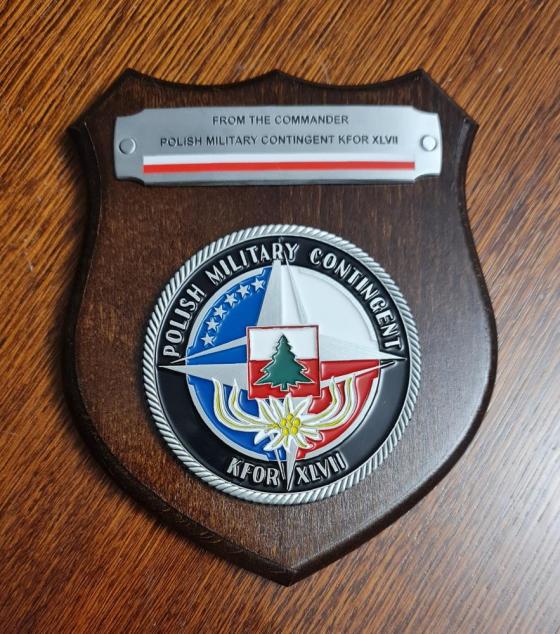 FROM THE COMMANDER
POLISH MILITARY CONTINGENT KFOR XLVII
POLISH MILITARY CONTINGENT
KFOR XLVII